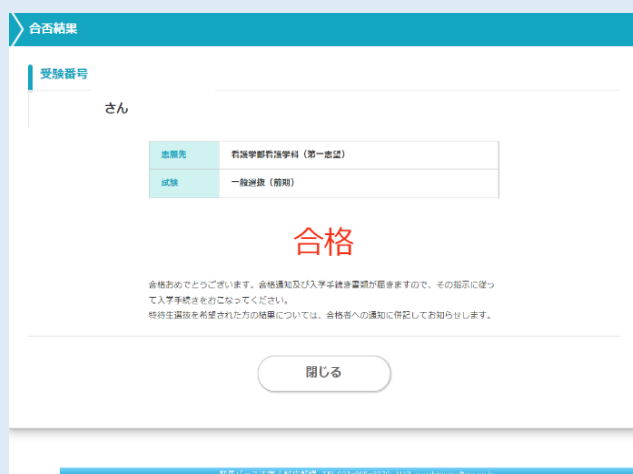 合否結果
受験番号
さん
志願先 看護学部看護学科（第一志望）
試験 一般選抜（前期）
合格
合格おめでとうございます。合格通知及び入学手続き書類が届きますので、その指示に従っ
て入学手続きをおこなってください。
特待生選抜を希望された方の結果については、合格者への通知に併記してお知らせします。
閉じる